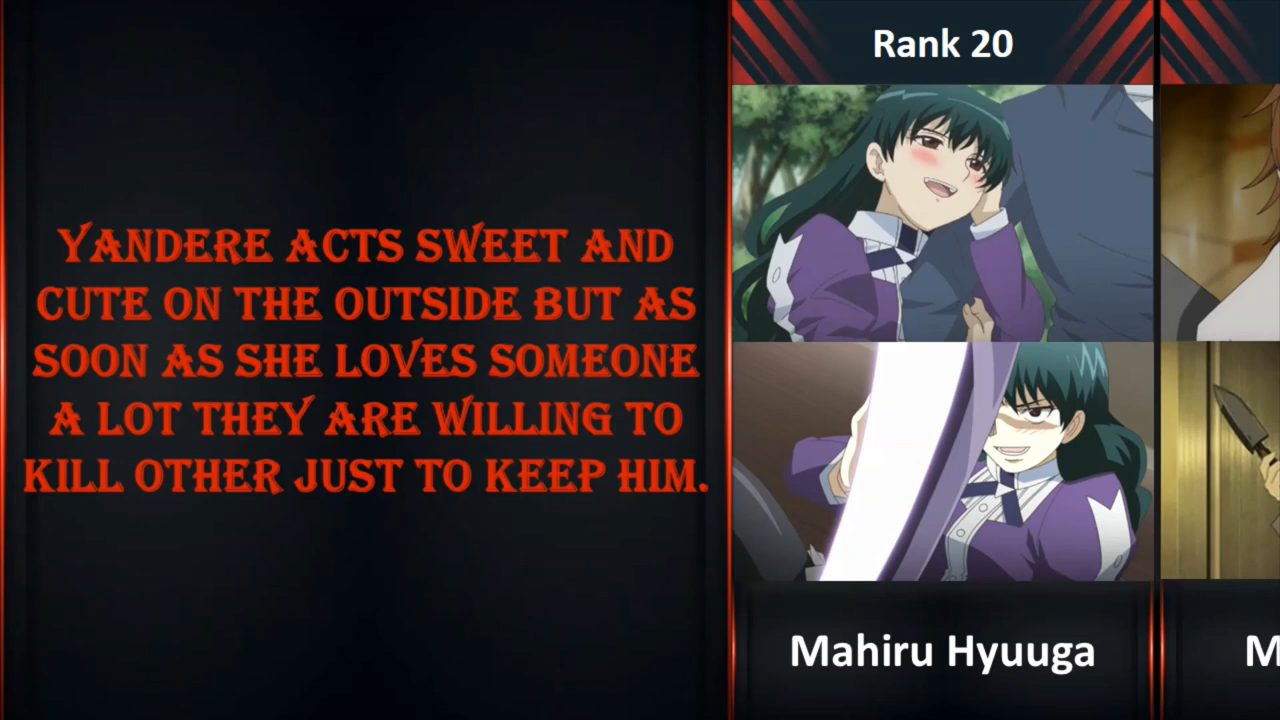 YANDERE ACTS SWEET AND
CUTE ON THE OUTSIDE BUT AS
SOON AS SHE LOVES SOMEONE
A LOT THEY ARE WILLING TO
KILL OTHER JUST TO KEEP HIM.
Rank 20
Mahiru Hyuuga
M